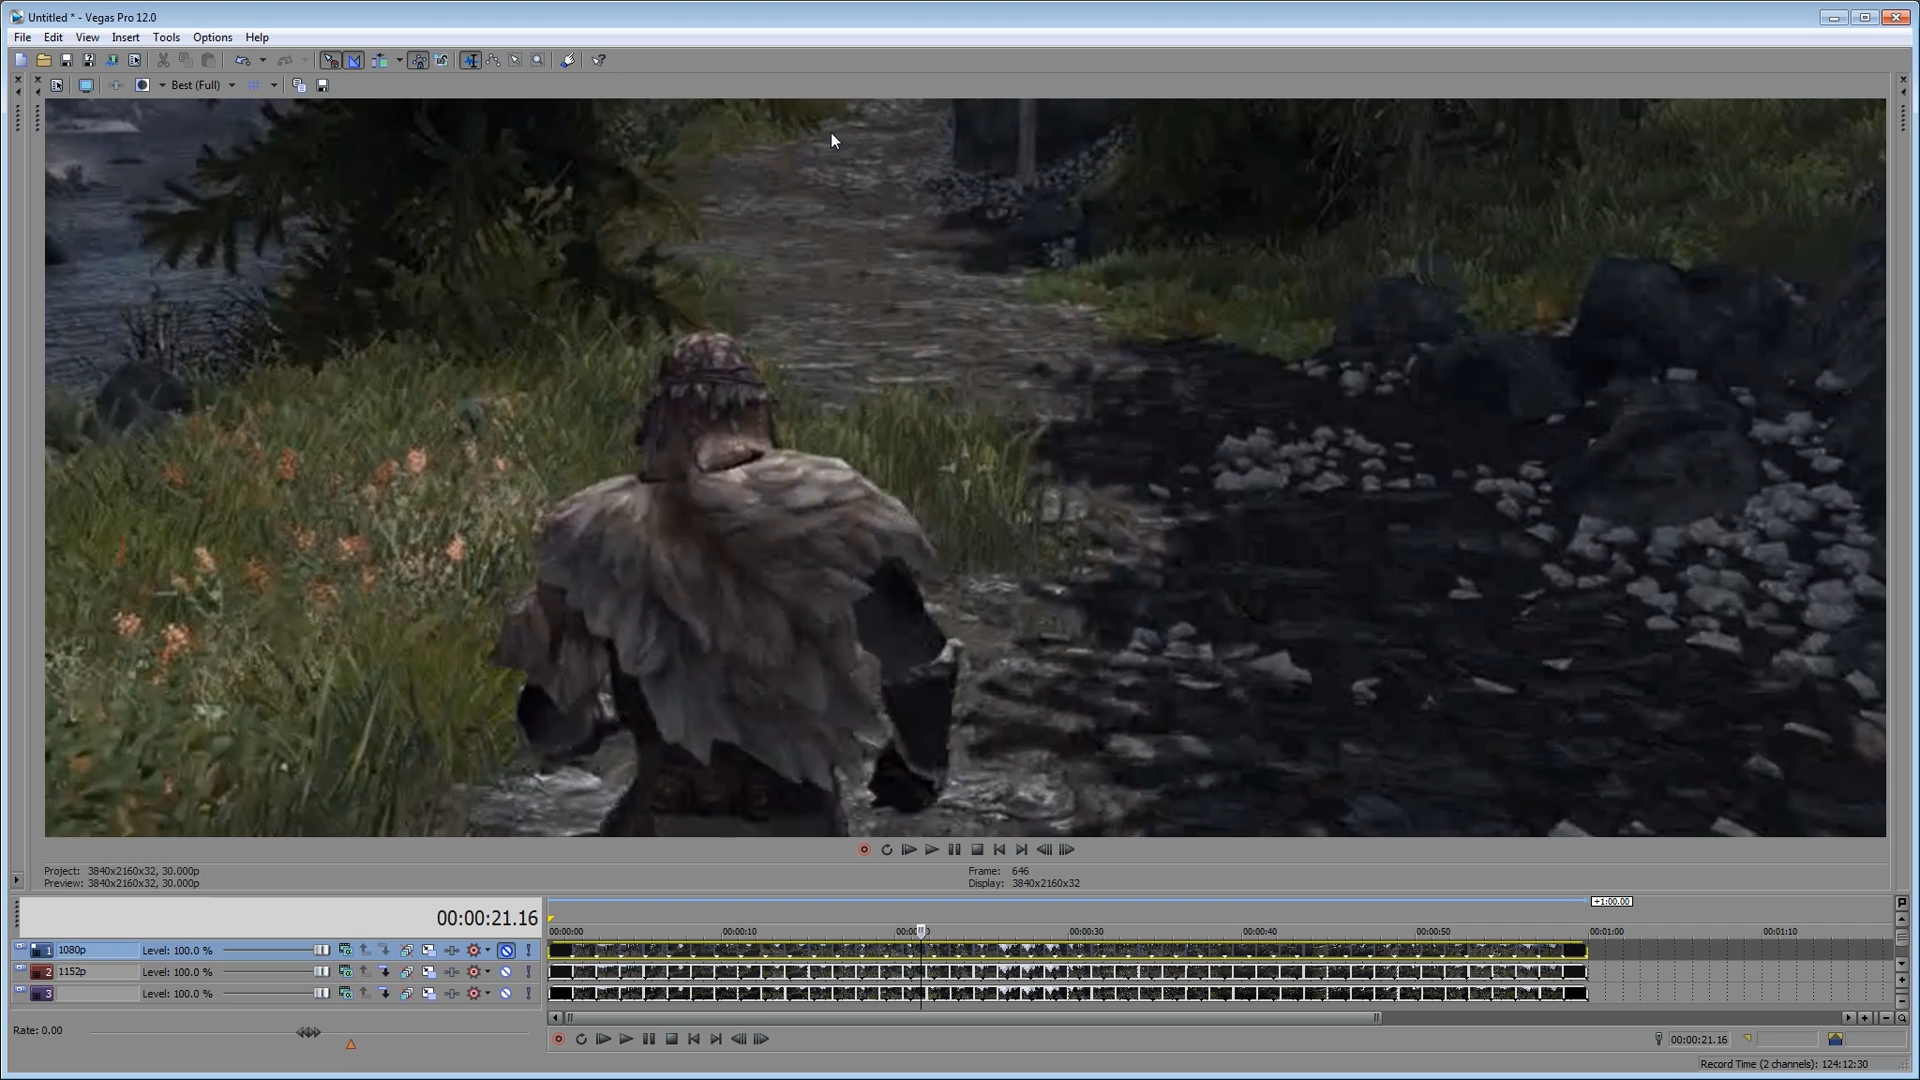 Untitled * - Vegas Pro 12.0
File Edit View Insert Tools Options Help
Best (Full)
Project: 3840x2160x32, 30.000p
Preview: 3840x2160x32, 30.000p
Frame: 646
Display: 3840x2160x32
00:00:21.16
+1:00.00
00:00:00 00:00:10 00:00:30 00:00:40 00:00:50 00:01:00 00:01:10
1 1080p Level: 100.0 %
2 1152p Level: 100.0 %
3 Level: 100.0 %
Rate: 0.00
00:00:21.16
Record Time (2 channels): 124:12:30